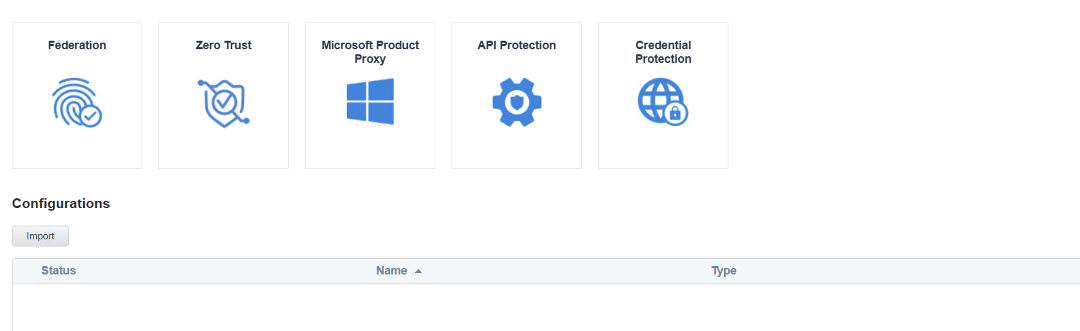 Federation
Zero Trust
Microsoft Product
Proxy
API Protection
Credential
Protection
Configurations
Import
Status Name Type